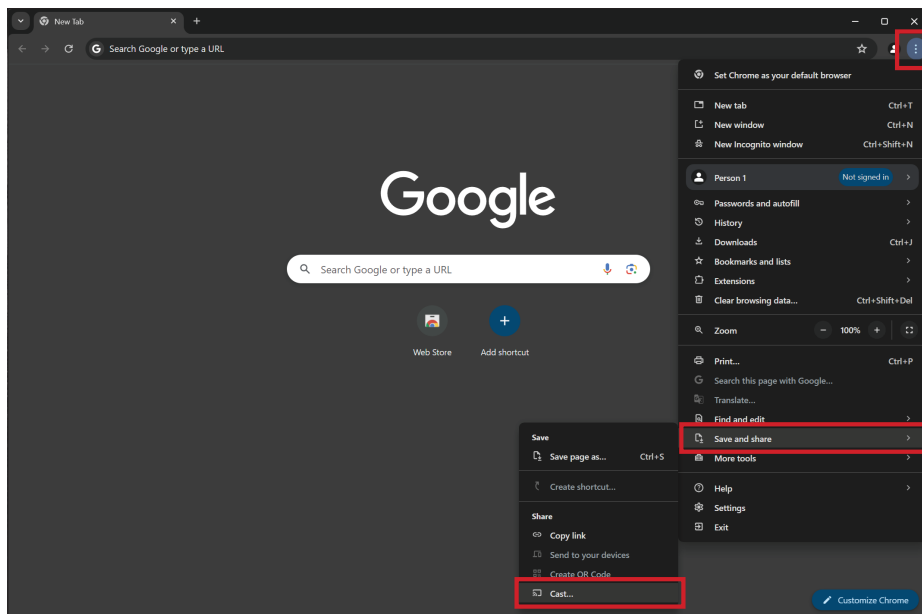 New Tab
Search Google or type a URL
Set Chrome as your default browser
New tab Ctrl+T
New window Ctrl+N
New Incognito window Ctrl+Shift+N
Person 1 Not signed in
Passwords and autofill
History
Downloads Ctrl+J
Bookmarks and lists
Extensions
Clear browsing data... Ctrl+Shift+Del
Zoom − 100% +
Print... Ctrl+P
Search this page with Google...
Translate...
Find and edit
Save and share
More tools
Help
Settings
Exit
Google
Search Google or type a URL
Web Store
Add shortcut
Save
Save page as... Ctrl+S
Create shortcut...
Share
Copy link
Send to your devices
Create QR Code
Cast...
Customize Chrome